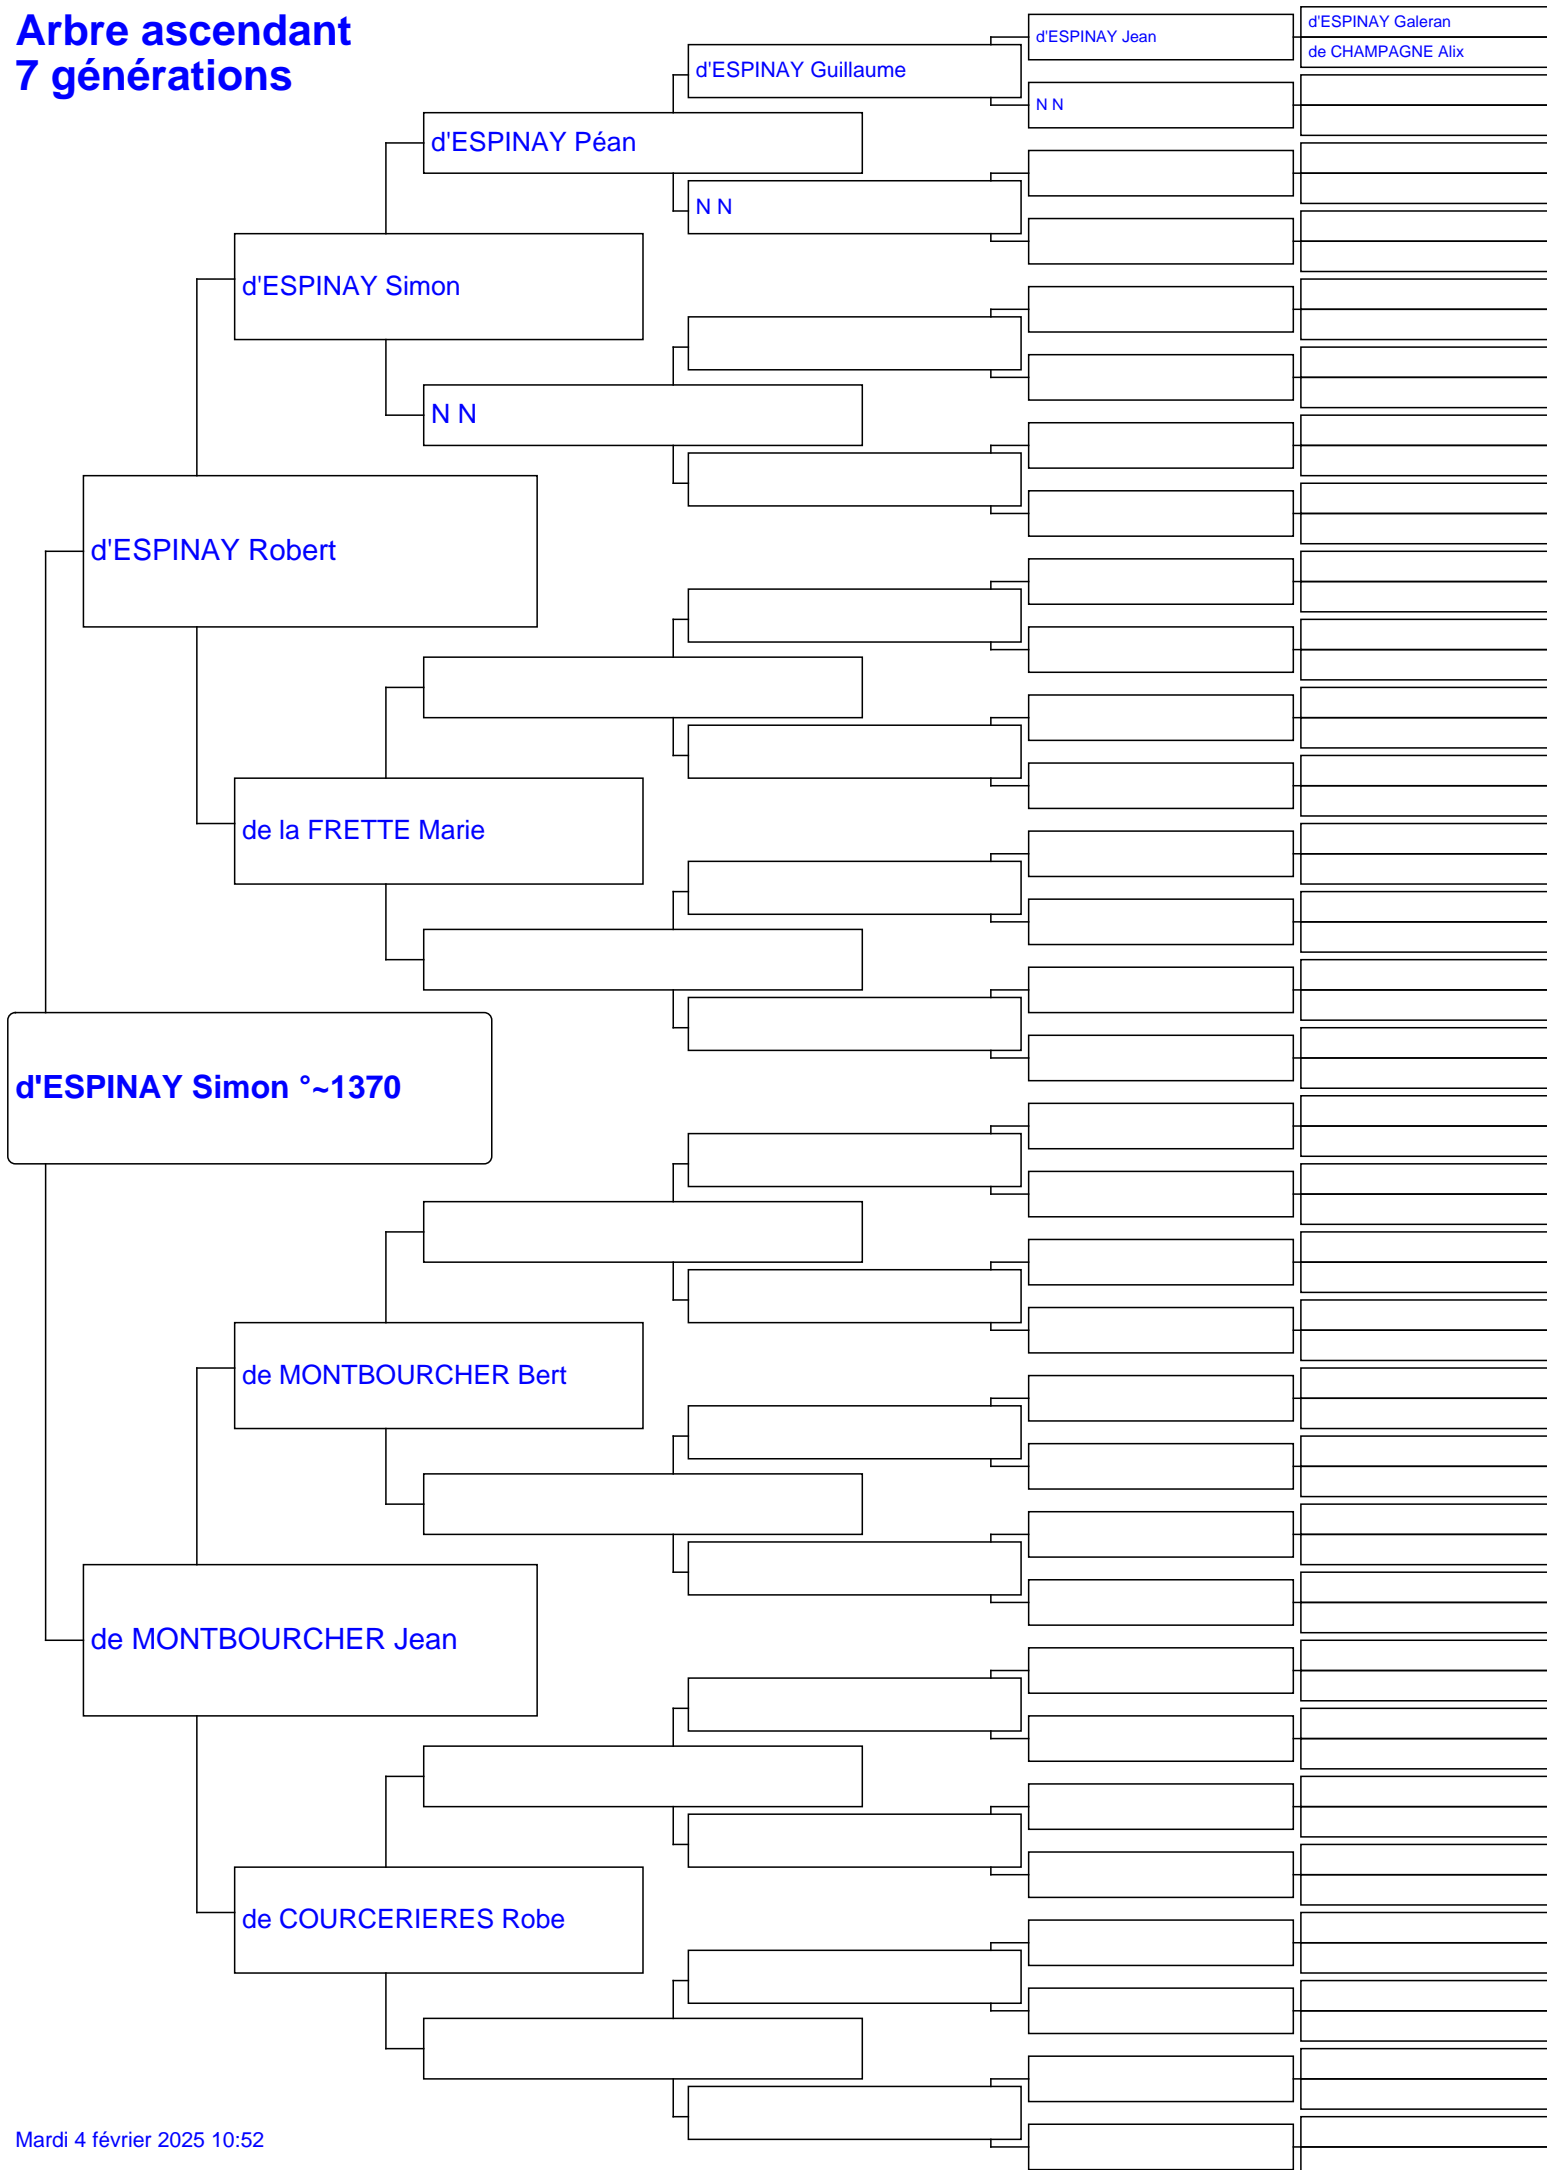 Arbre ascendant
7 générations
d'ESPINAY Galeran
d'ESPINAY Jean
de CHAMPAGNE Alix
d'ESPINAY Guillaume
N N
d'ESPINAY Péan
N N
d'ESPINAY Simon
N N
d'ESPINAY Robert
de la FRETTE Marie
d'ESPINAY Simon °~1370
de MONTBOURCHER Bert
de MONTBOURCHER Jean
de COURCERIERES Robe
Mardi 4 février 2025 10:52